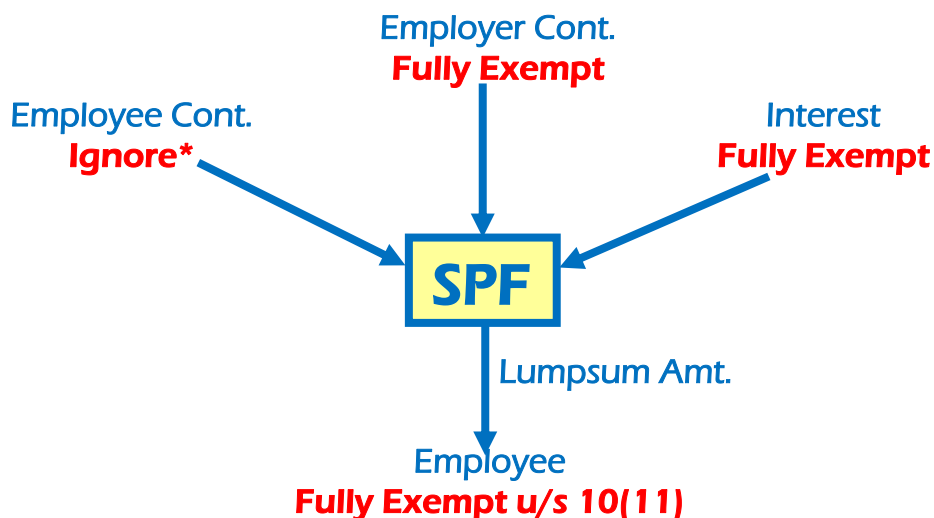 Employer Cont.
Fully Exempt
Employee Cont.
Ignore*
Interest
Fully Exempt
SPF
Lumpsum Amt.
Employee
Fully Exempt u/s 10(11)